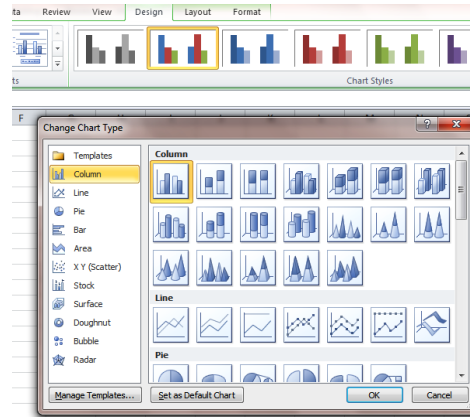 ta Review View Design Layout Format
ts Chart Styles
F
Change Chart Type
Templates
Column
Line
Pie
Bar
Area
X Y (Scatter)
Stock
Surface
Doughnut
Bubble
Radar
Column
Line
Pie
Manage Templates... Set as Default Chart OK Cancel